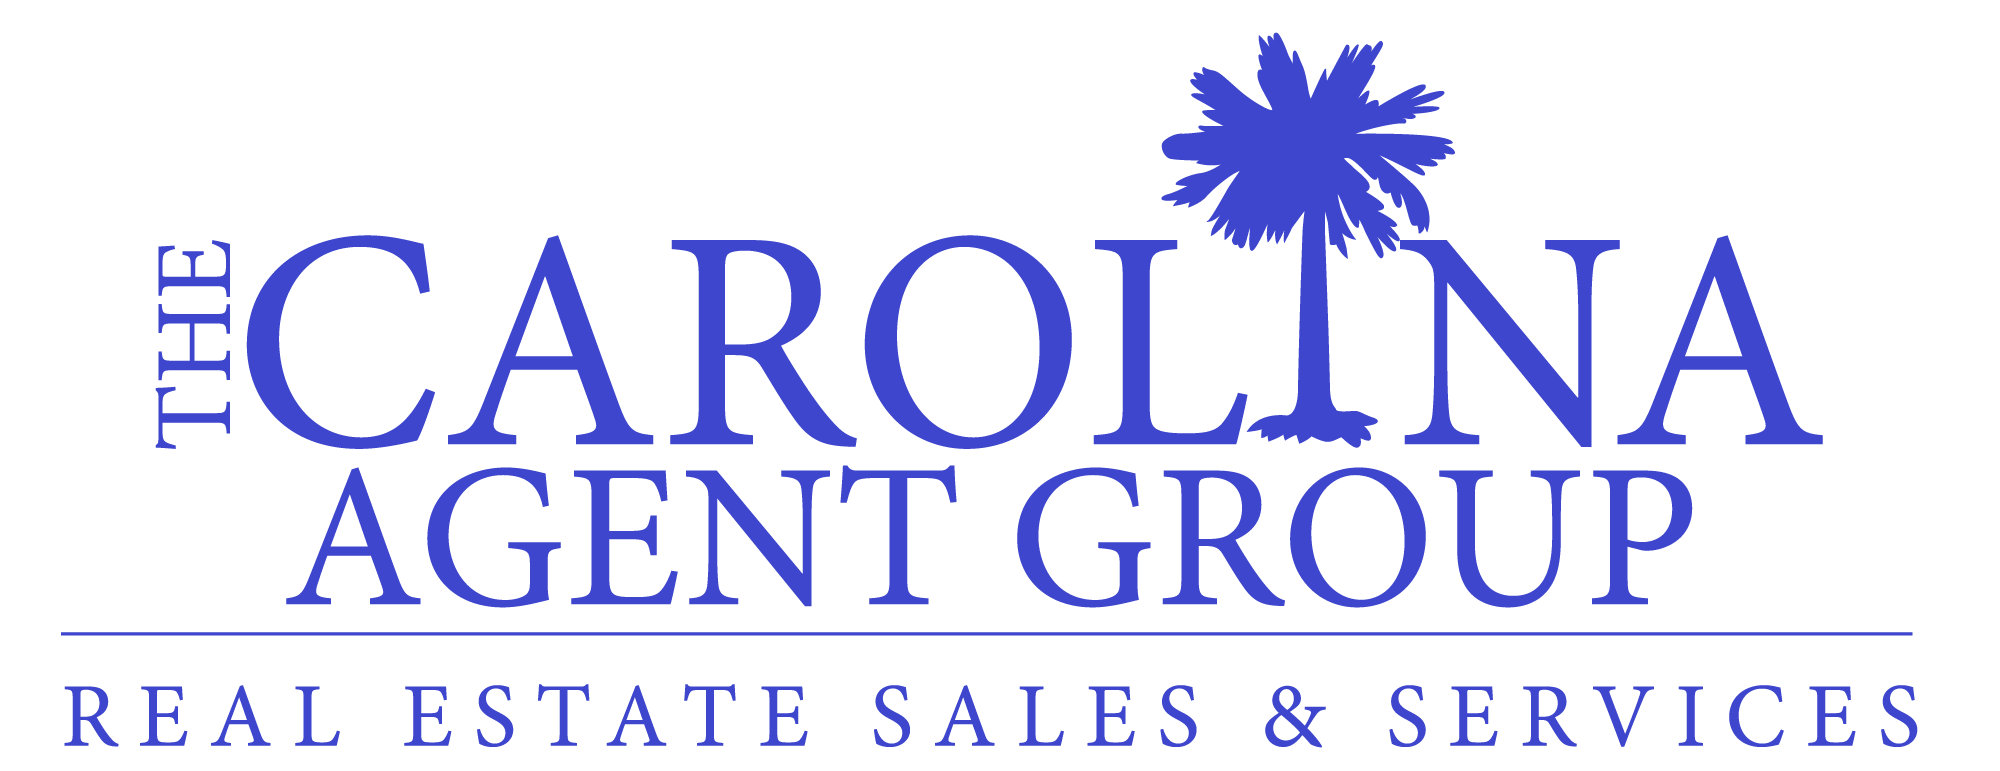 THE CAROLINA
AGENT GROUP
REAL ESTATE SALES & SERVICES